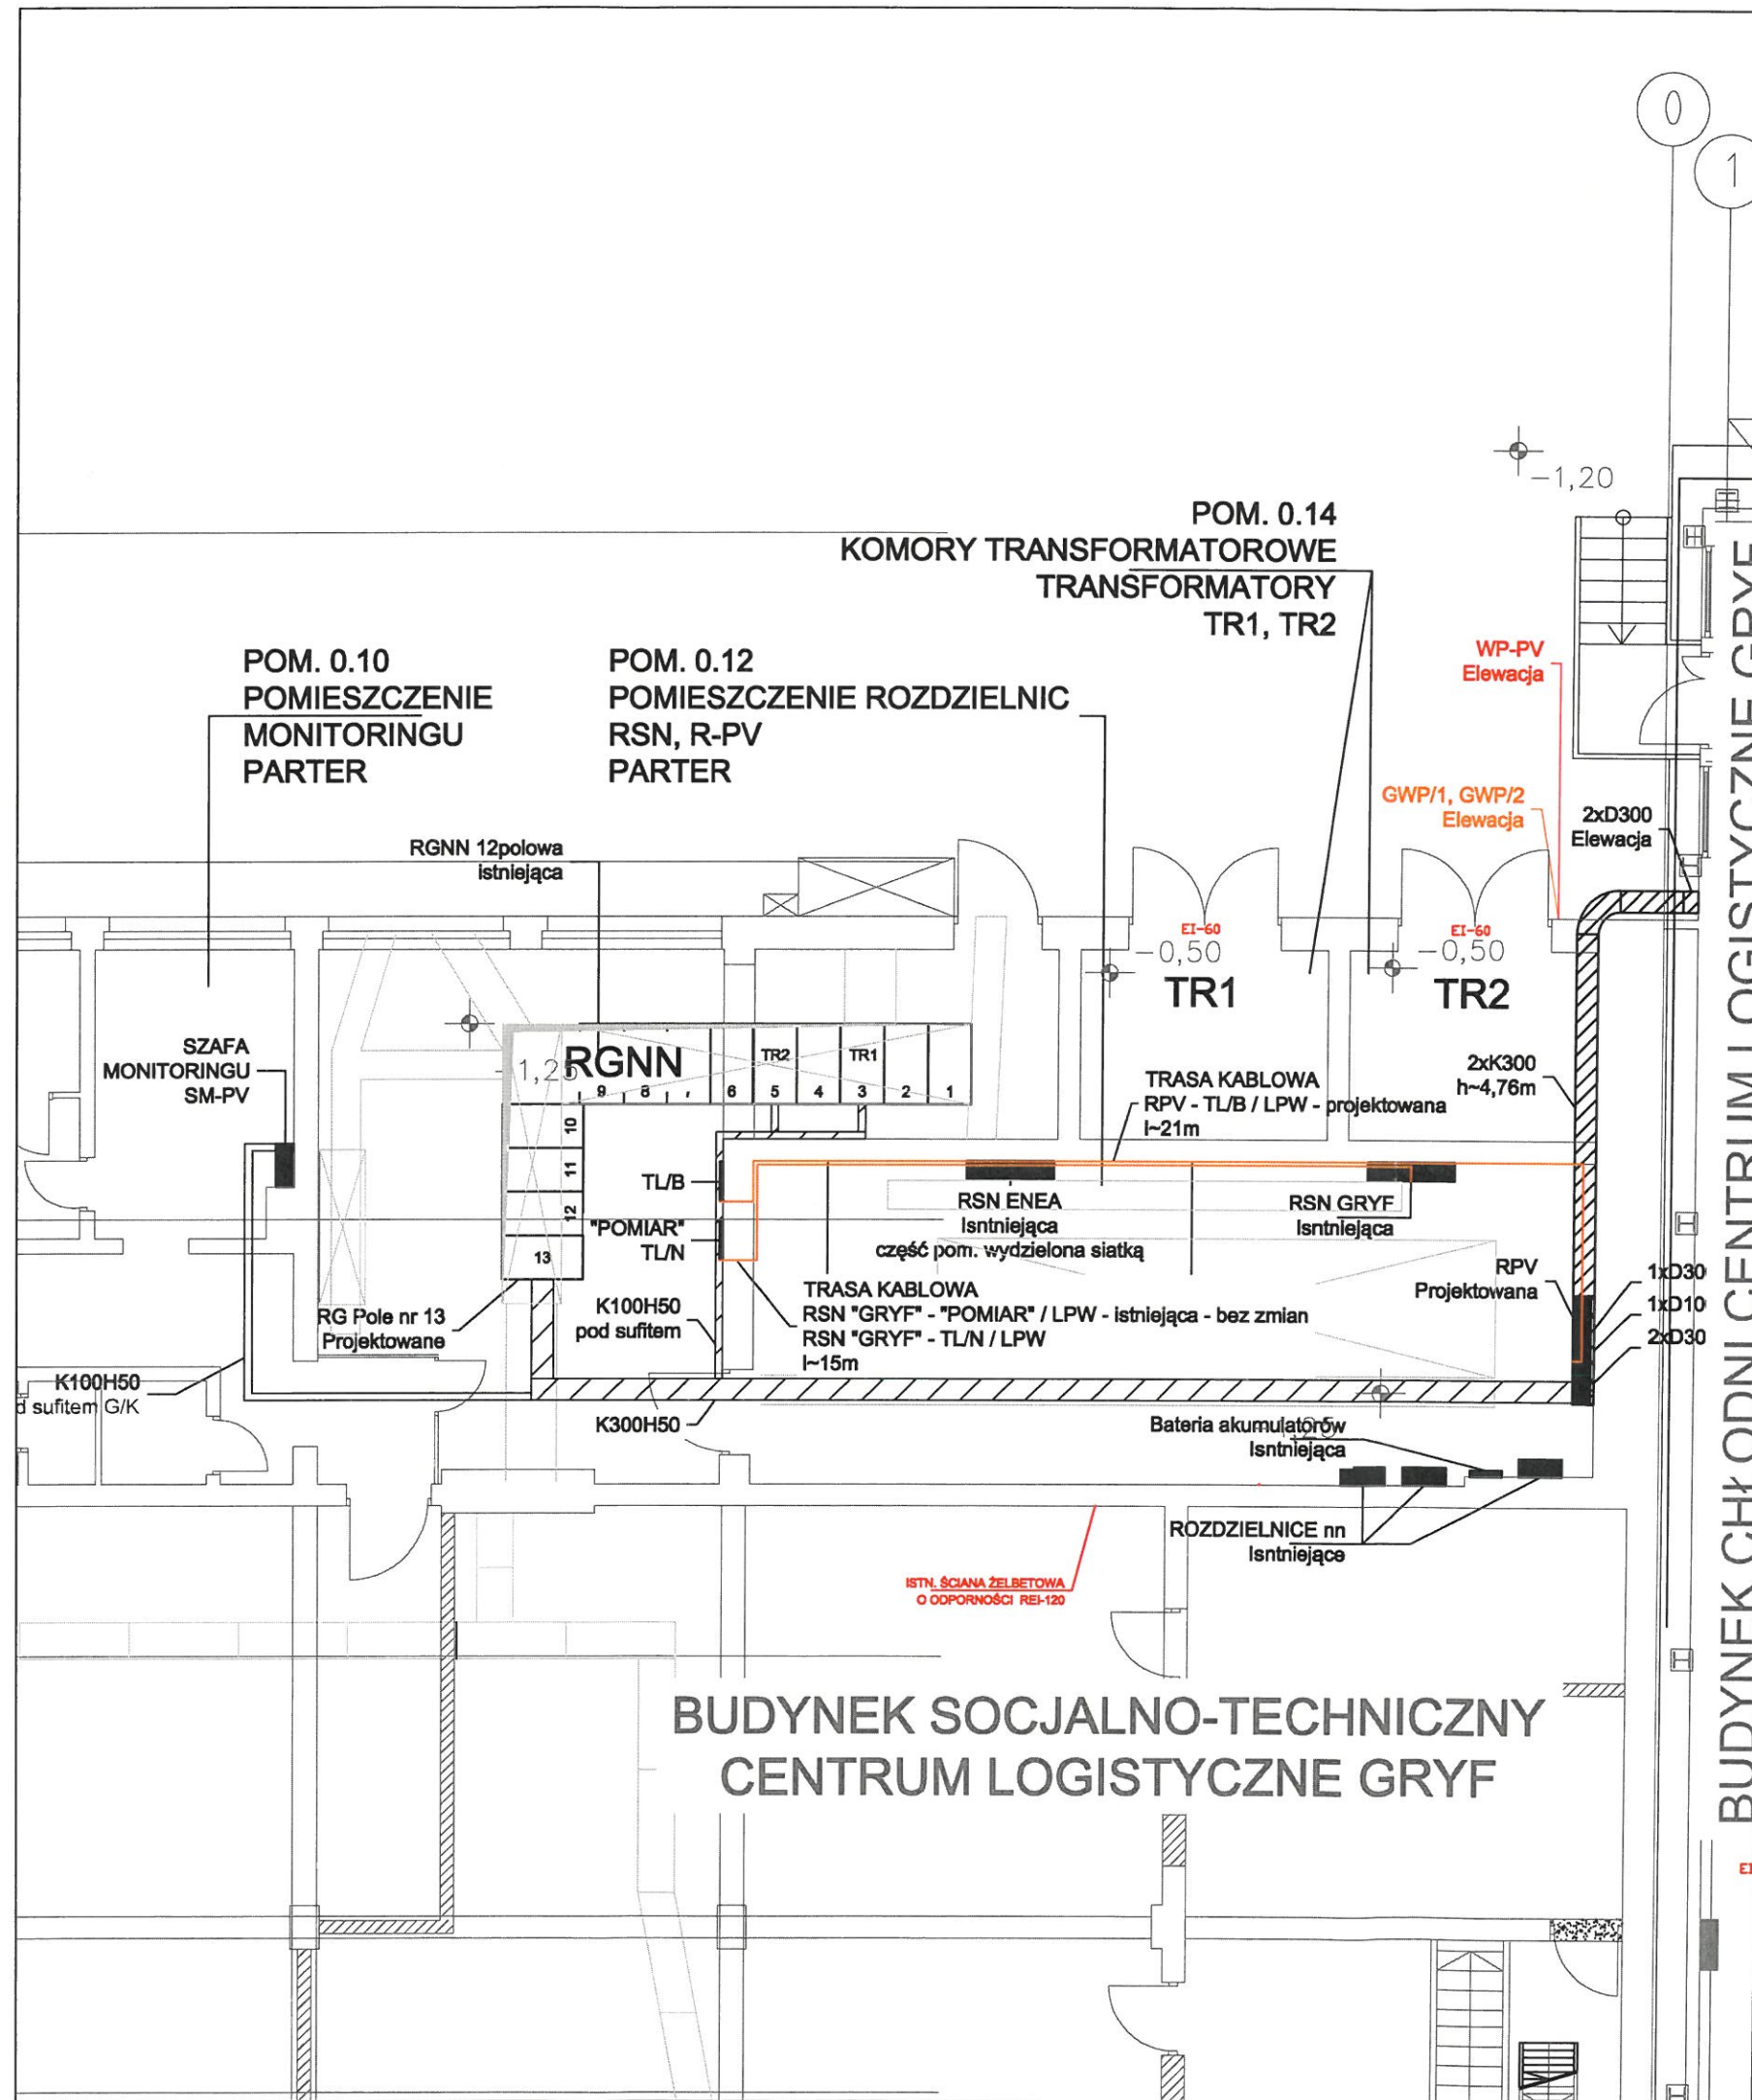 0
1
-1,20
POM. 0.14
KOMORY TRANSFORMATOROWE
TRANSFORMATORY
TR1, TR2
WP-PV
Elewacja
POM. 0.10
POMIESZCZENIE
MONITORINGU
PARTER
POM. 0.12
POMIESZCZENIE ROZDZIELNIC
RSN, R-PV
PARTER
GWP/1, GWP/2
Elewacja
2xD300
Elewacja
RGNN 12polowa
istniejąca
EI-60
-0,50
TR1
EI-60
-0,50
TR2
SZAFA
MONITORINGU
SM-PV
-1,25
RGNN
TR2
TR1
9
8
6
5
4
3
2
1
10
11
12
13
2xK300
h~4,76m
TRASA KABLOWA
RPV - TL/B / LPW - projektowana
l~21m
TL/B
"POMIAR"
TL/N
RSN ENEA
Isntniejąca
część pom. wydzielona siatką
RSN GRYF
Isntniejąca
RPV
Projektowana
1xD30
1xD10
2xD30
TRASA KABLOWA
RSN "GRYF" - "POMIAR" / LPW - istniejąca - bez zmian
RSN "GRYF" - TL/N / LPW
l~15m
K100H50
pod sufitem
RG Pole nr 13
Projektowane
K100H50
d sufitem G/K
K300H50
Bateria akumulatorów
Isntniejąca
ROZDZIELNICE nn
Isntniejące
ISTN. ŚCIANA ŻELBETOWA
O ODPORNOŚCI REI-120
BUDYNEK SOCJALNO-TECHNICZNY
CENTRUM LOGISTYCZNE GRYF
BUDYNEK CHŁODNI CENTRUM LOGISTYCZNE GRYF
EI